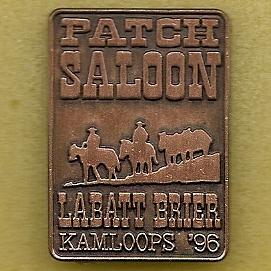 PATCH
SALOON
LABATT BRIER
KAMLOOPS '96